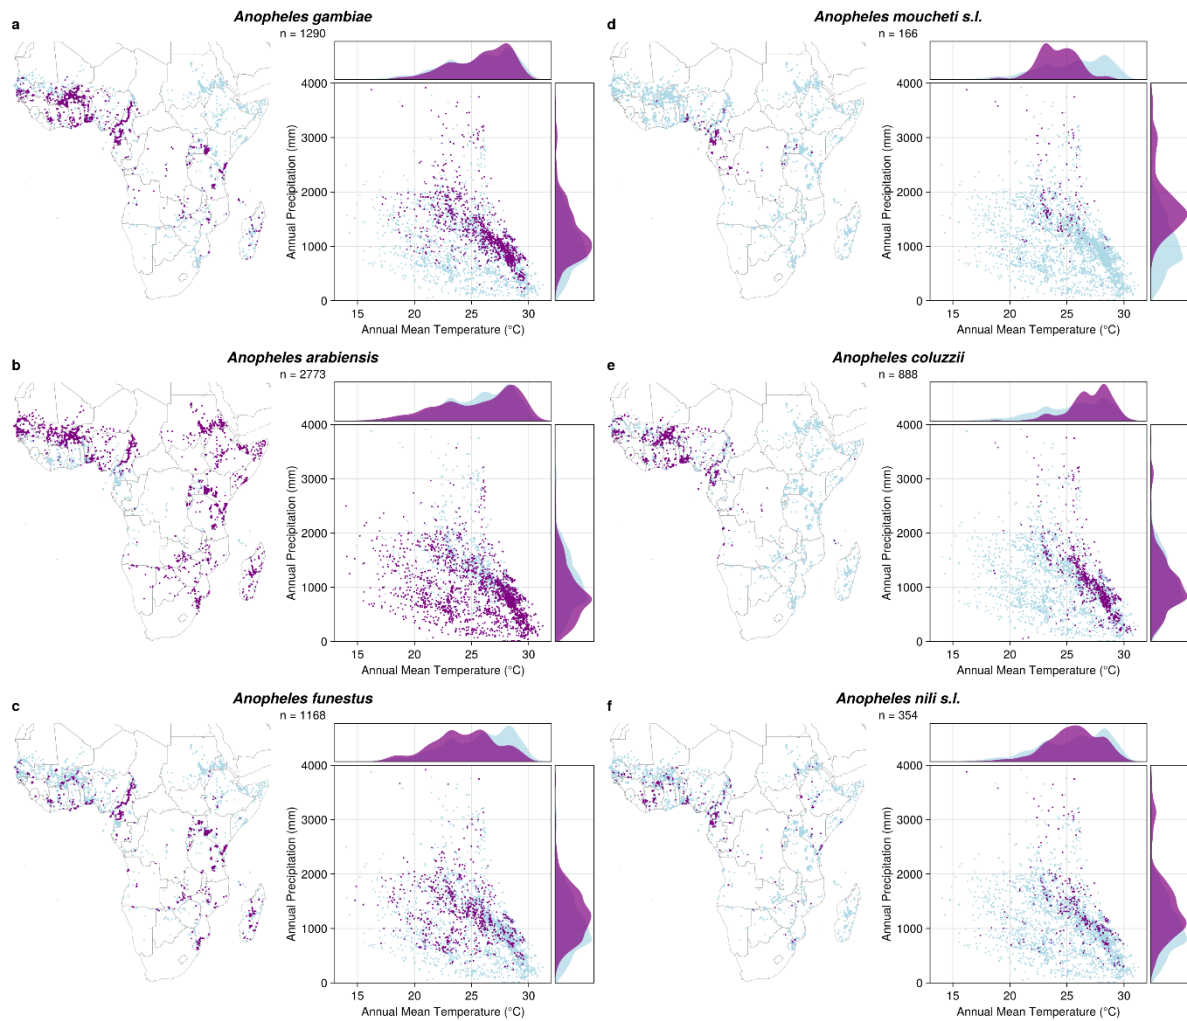 a
Anopheles gambiae
n = 1290
4000
3000
2000
1000
0
Annual Precipitation (mm)
15 20 25 30
Annual Mean Temperature (°C)
d
Anopheles moucheti s.l.
n = 166
4000
3000
2000
1000
0
Annual Precipitation (mm)
15 20 25 30
Annual Mean Temperature (°C)
b
Anopheles arabiensis
n = 2773
4000
3000
2000
1000
0
Annual Precipitation (mm)
15 20 25 30
Annual Mean Temperature (°C)
e
Anopheles coluzzii
n = 888
4000
3000
2000
1000
0
Annual Precipitation (mm)
15 20 25 30
Annual Mean Temperature (°C)
c
Anopheles funestus
n = 1168
4000
3000
2000
1000
0
Annual Precipitation (mm)
15 20 25 30
Annual Mean Temperature (°C)
f
Anopheles nili s.l.
n = 354
4000
3000
2000
1000
0
Annual Precipitation (mm)
15 20 25 30
Annual Mean Temperature (°C)